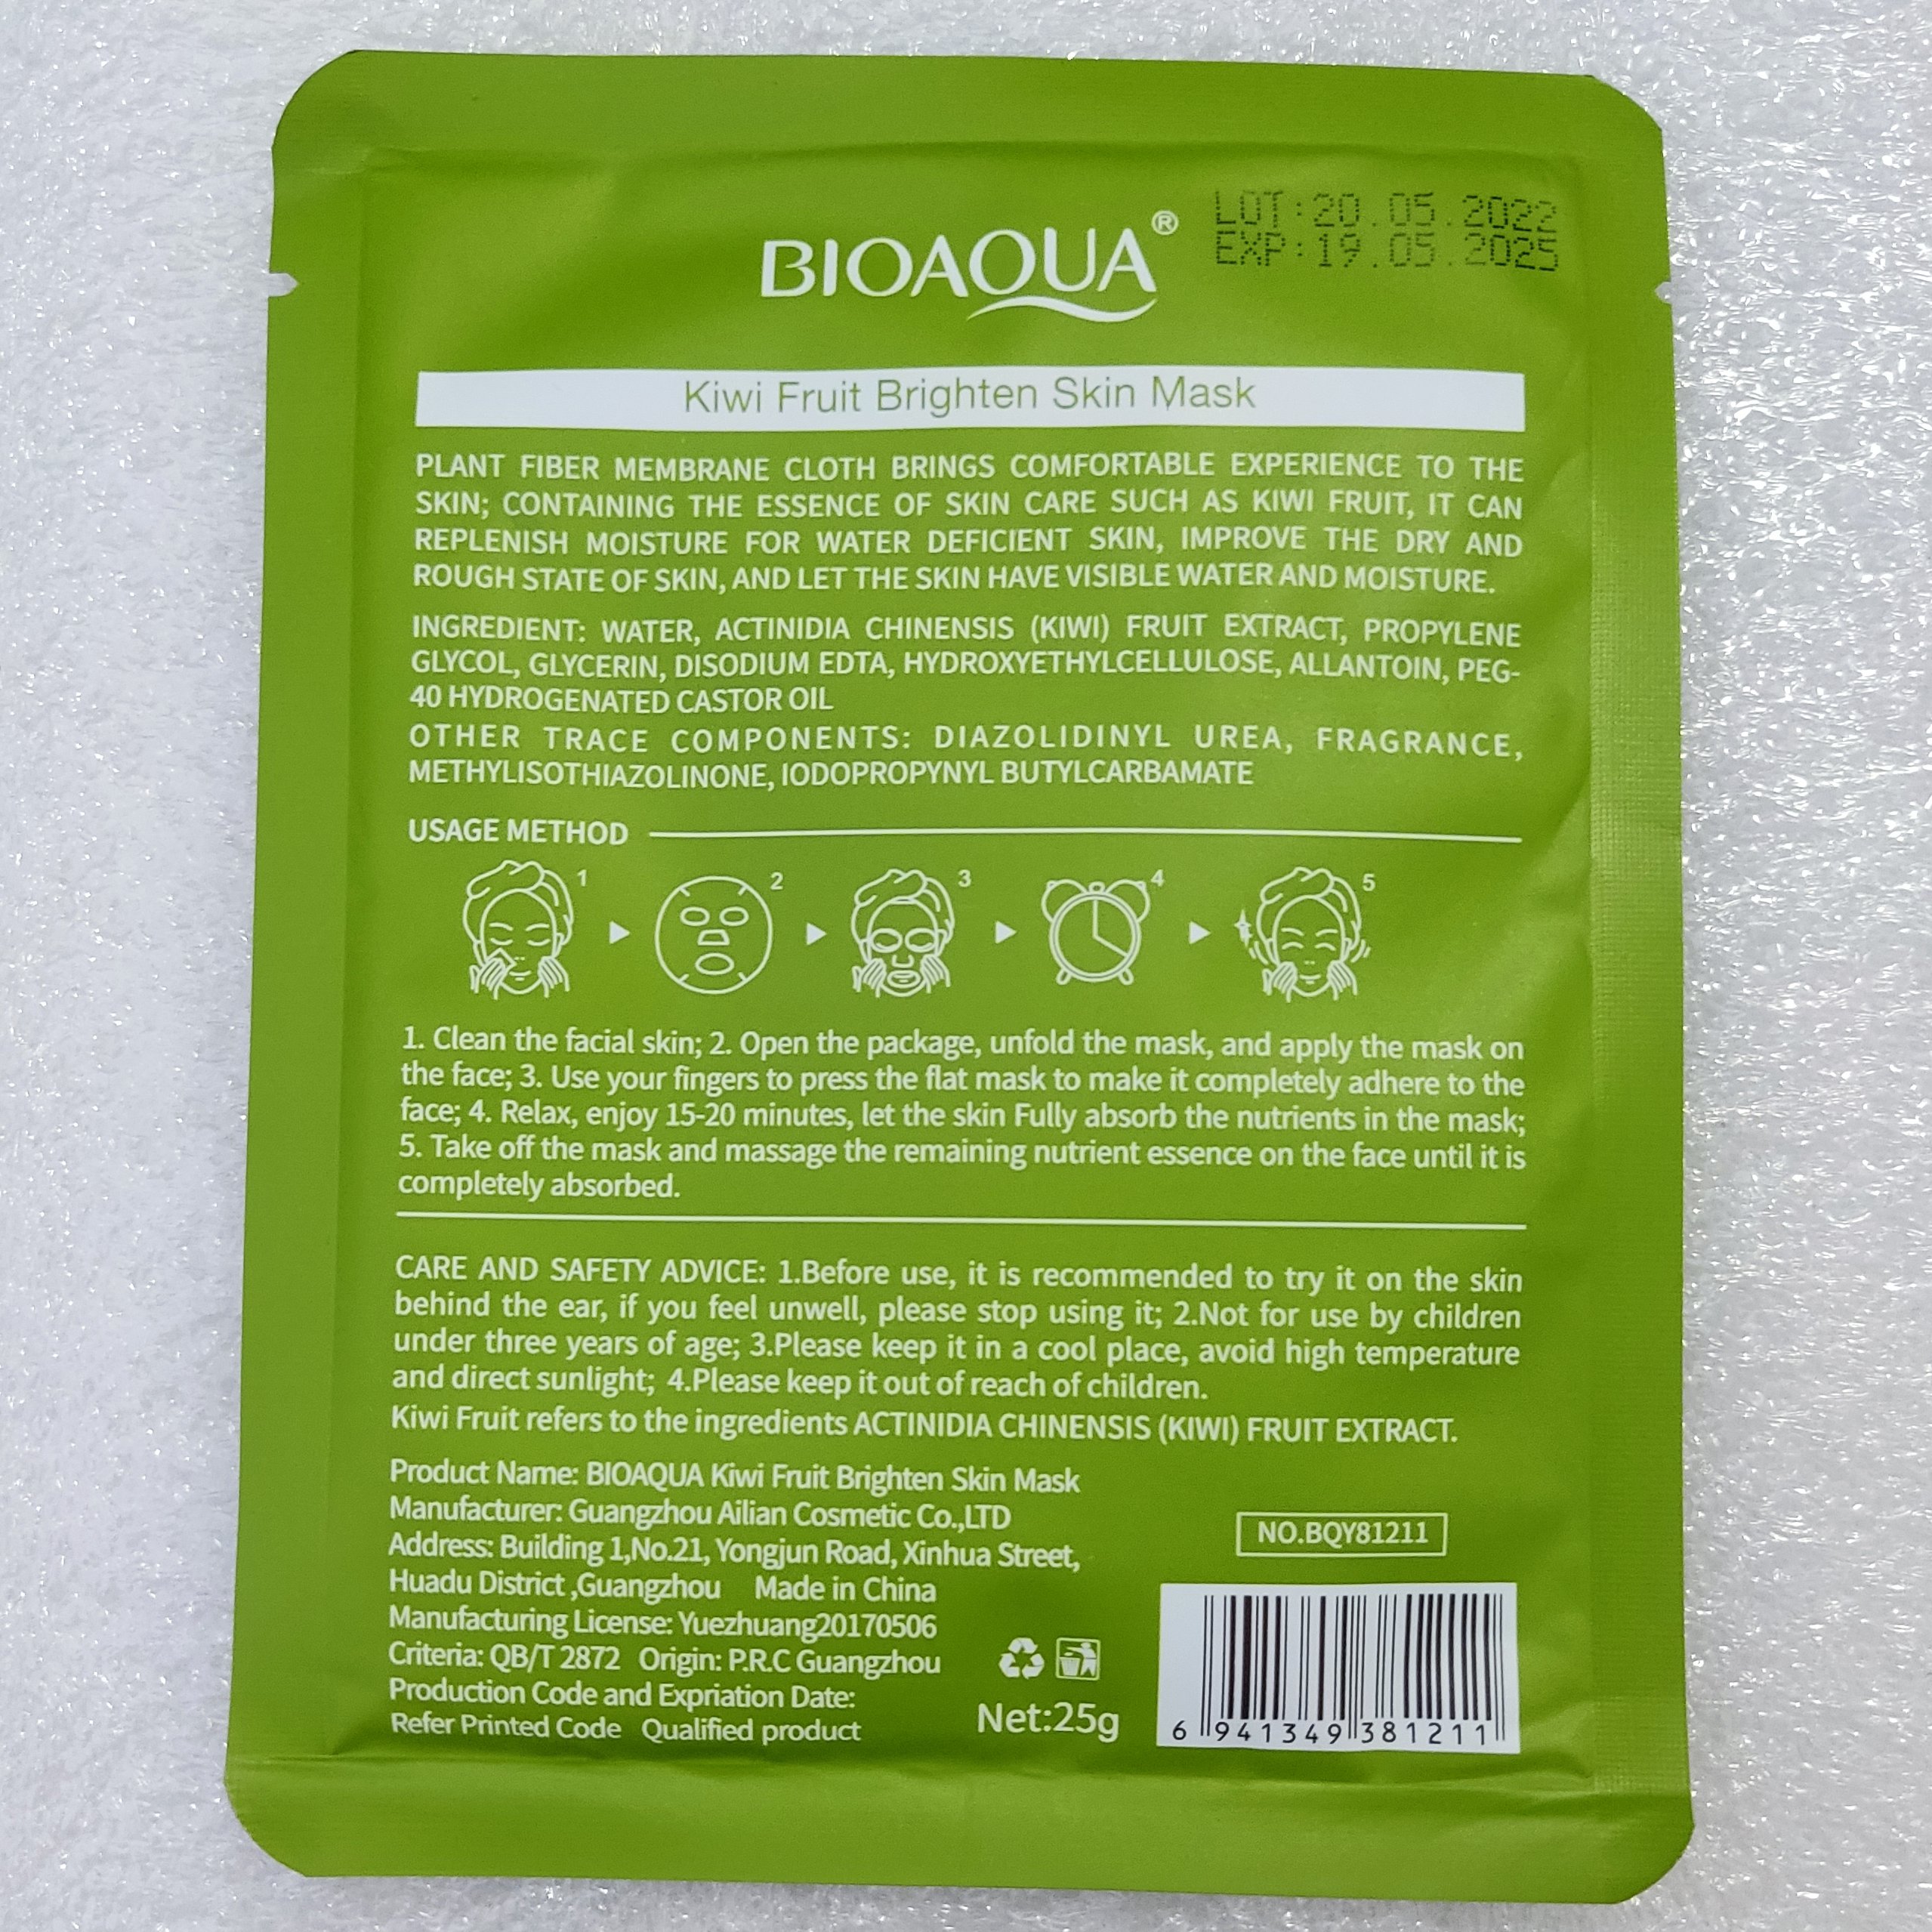 BIOAQUA®
LOT:20.05.2022
EXP:19.05.2025
Kiwi Fruit Brighten Skin Mask
PLANT FIBER MEMBRANE CLOTH BRINGS COMFORTABLE EXPERIENCE TO THE
SKIN; CONTAINING THE ESSENCE OF SKIN CARE SUCH AS KIWI FRUIT, IT CAN
REPLENISH MOISTURE FOR WATER DEFICIENT SKIN, IMPROVE THE DRY AND
ROUGH STATE OF SKIN, AND LET THE SKIN HAVE VISIBLE WATER AND MOISTURE.
INGREDIENT: WATER, ACTINIDIA CHINENSIS (KIWI) FRUIT EXTRACT, PROPYLENE
GLYCOL, GLYCERIN, DISODIUM EDTA, HYDROXYETHYLCELLULOSE, ALLANTOIN, PEG-
40 HYDROGENATED CASTOR OIL
OTHER TRACE COMPONENTS: DIAZOLIDINYL UREA, FRAGRANCE,
METHYLISOTHIAZOLINONE, IODOPROPYNYL BUTYLCARBAMATE
USAGE METHOD
1 2 3 4 5
1. Clean the facial skin; 2. Open the package, unfold the mask, and apply the mask on
the face; 3. Use your fingers to press the flat mask to make it completely adhere to the
face; 4. Relax, enjoy 15-20 minutes, let the skin Fully absorb the nutrients in the mask;
5. Take off the mask and massage the remaining nutrient essence on the face until it is
completely absorbed.
CARE AND SAFETY ADVICE: 1.Before use, it is recommended to try it on the skin
behind the ear, if you feel unwell, please stop using it; 2.Not for use by children
under three years of age; 3.Please keep it in a cool place, avoid high temperature
and direct sunlight; 4.Please keep it out of reach of children.
Kiwi Fruit refers to the ingredients ACTINIDIA CHINENSIS (KIWI) FRUIT EXTRACT.
Product Name: BIOAQUA Kiwi Fruit Brighten Skin Mask
Manufacturer: Guangzhou Ailian Cosmetic Co.,LTD
Address: Building 1,No.21, Yongjun Road, Xinhua Street,
Huadu District ,Guangzhou Made in China
Manufacturing License: Yuezhuang20170506
Criteria: QB/T 2872 Origin: P.R.C Guangzhou
Production Code and Expriation Date:
Refer Printed Code Qualified product
Net:25g
NO.BQY81211
6 941349 381211